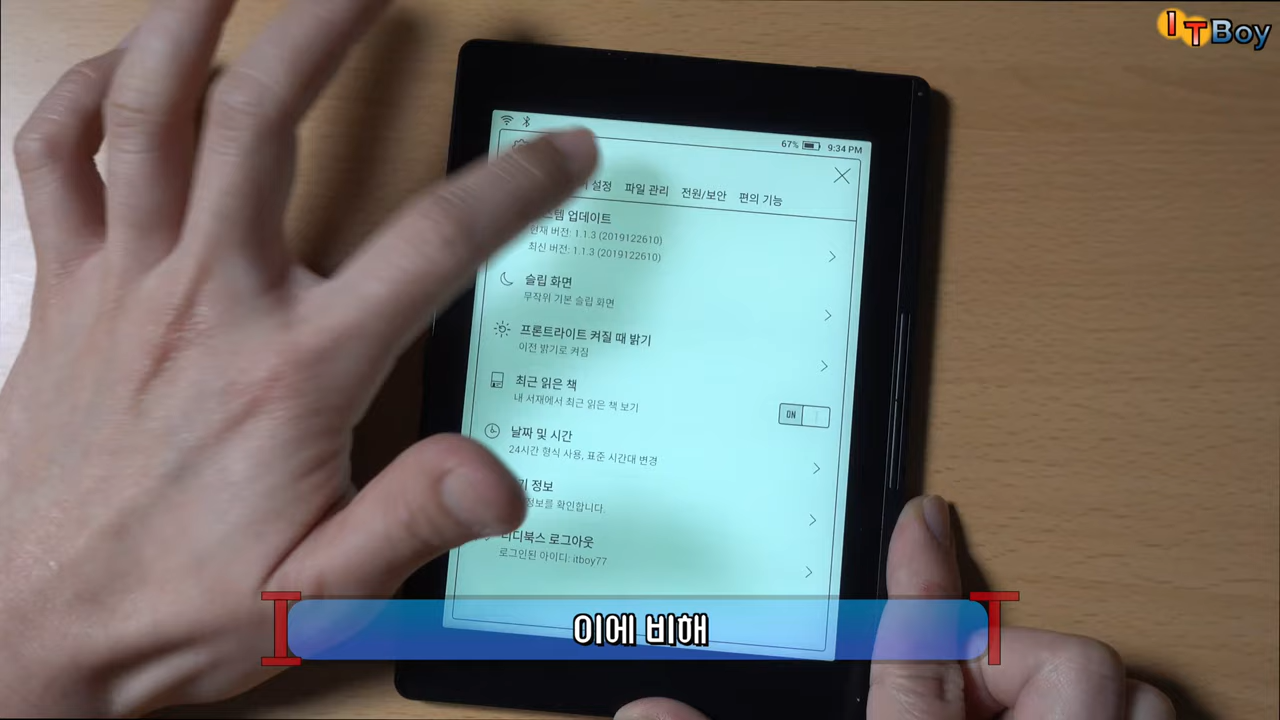 ITBoy
67% 9:34 PM
설정 파일 관리 전원/보안 편의 기능
업데이트
현재 버전: 1.1.3 (2019122610)
최신 버전: 1.1.3 (2019122610)
슬립 화면
무작위 기본 슬립 화면
프론트라이트 켜질 때 밝기
이전 밝기로 켜짐
최근 읽은 책
내 서재에서 최근 읽은 책 보기
ON
날짜 및 시간
24시간 형식 사용, 표준 시간대 변경
기 정보
정보를 확인합니다.
리디북스 로그아웃
로그인된 아이디: itboy77
I 이에 비해 T